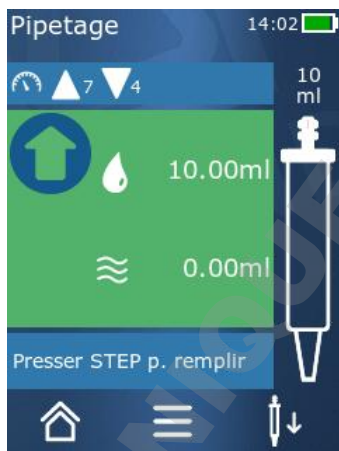 Pipetage 14:02
7 4
10
ml
10.00ml
0.00ml
Presser STEP p. remplir